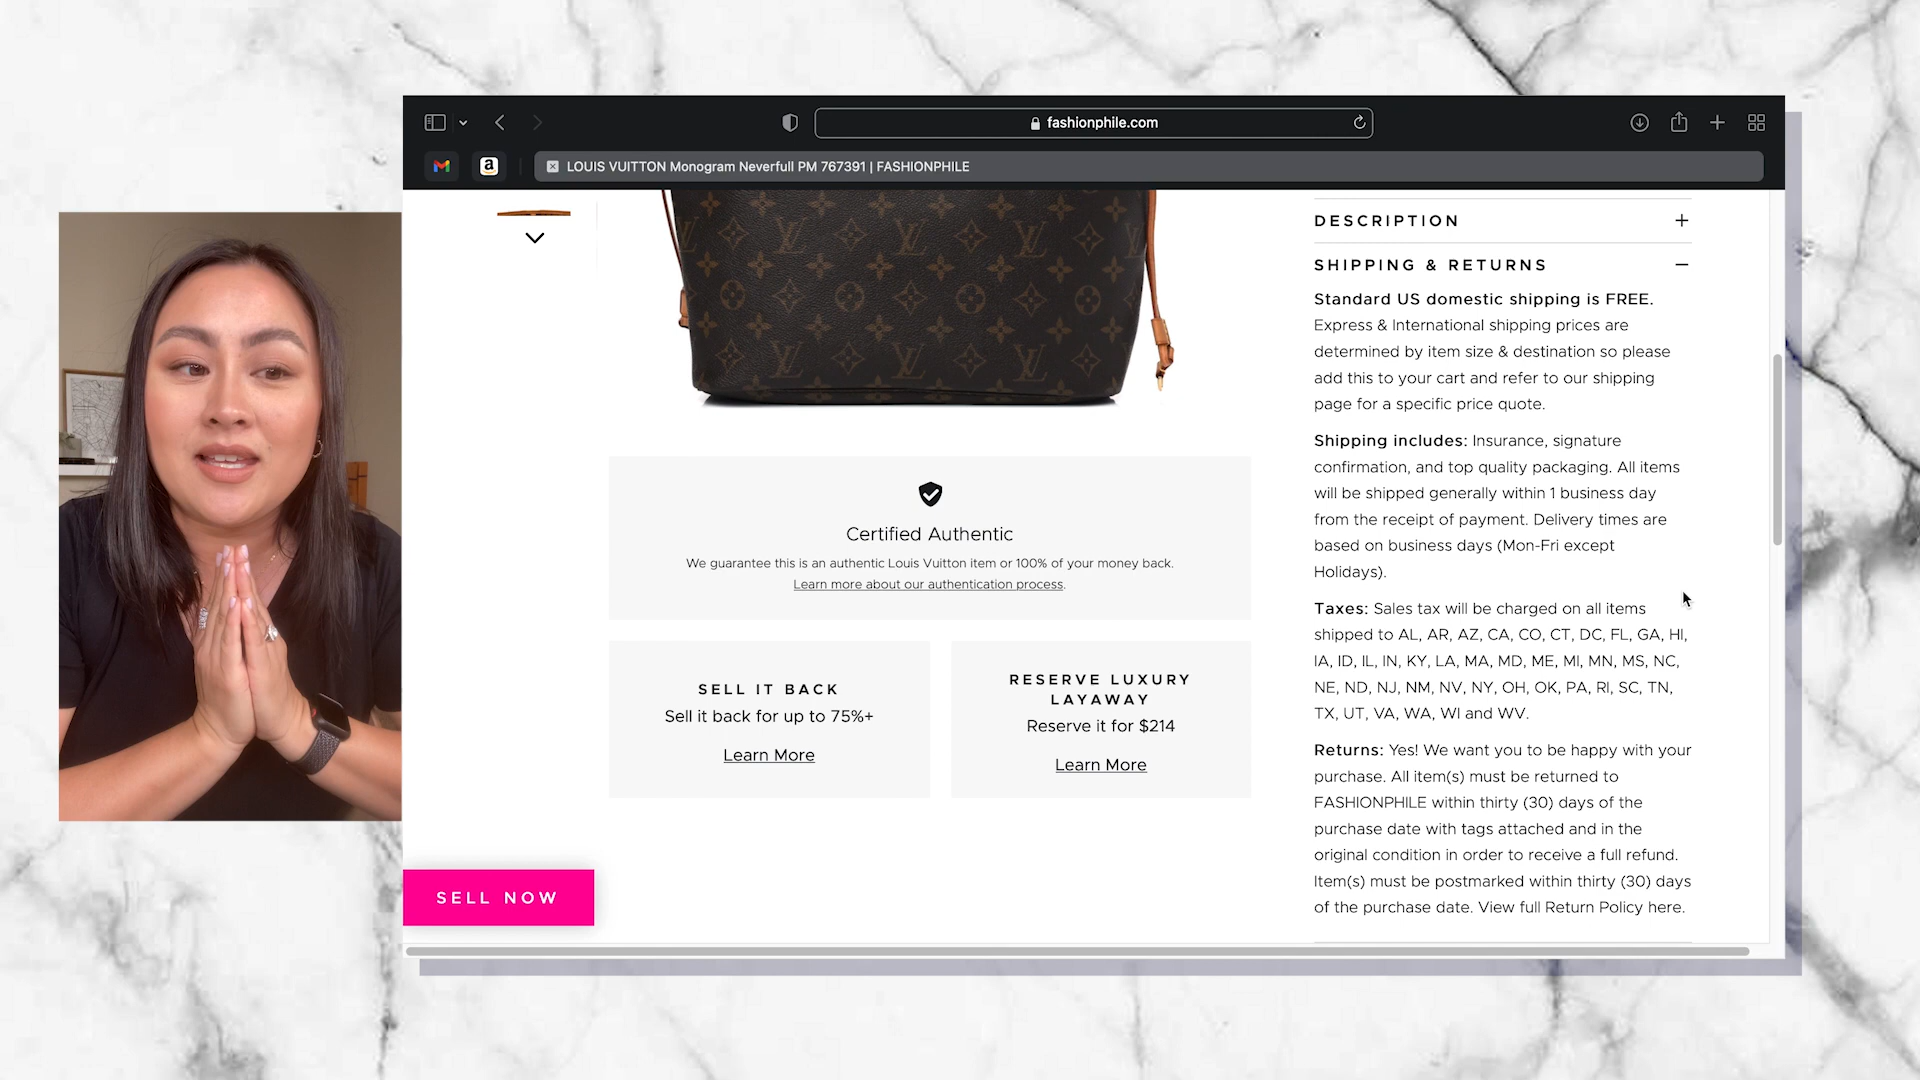 fashionphile.com
LOUIS VUITTON Monogram Neverfull PM 767391 | FASHIONPHILE
DESCRIPTION
SHIPPING & RETURNS
Standard US domestic shipping is FREE.
Express & International shipping prices are
determined by item size & destination so please
add this to your cart and refer to our shipping
page for a specific price quote.
Shipping includes: Insurance, signature
confirmation, and top quality packaging. All items
will be shipped generally within 1 business day
from the receipt of payment. Delivery times are
based on business days (Mon-Fri except
Holidays).
Taxes: Sales tax will be charged on all items
shipped to AL, AR, AZ, CA, CO, CT, DC, FL, GA, HI,
IA, ID, IL, IN, KY, LA, MA, MD, ME, MI, MN, MS, NC,
NE, ND, NJ, NM, NV, NY, OH, OK, PA, RI, SC, TN,
TX, UT, VA, WA, WI and WV.
Returns: Yes! We want you to be happy with your
purchase. All item(s) must be returned to
FASHIONPHILE within thirty (30) days of the
purchase date with tags attached and in the
original condition in order to receive a full refund.
Item(s) must be postmarked within thirty (30) days
of the purchase date. View full Return Policy here.
Certified Authentic
We guarantee this is an authentic Louis Vuitton item or 100% of your money back.
Learn more about our authentication process.
SELL IT BACK
Sell it back for up to 75%+
Learn More
RESERVE LUXURY
LAYAWAY
Reserve it for $214
Learn More
SELL NOW